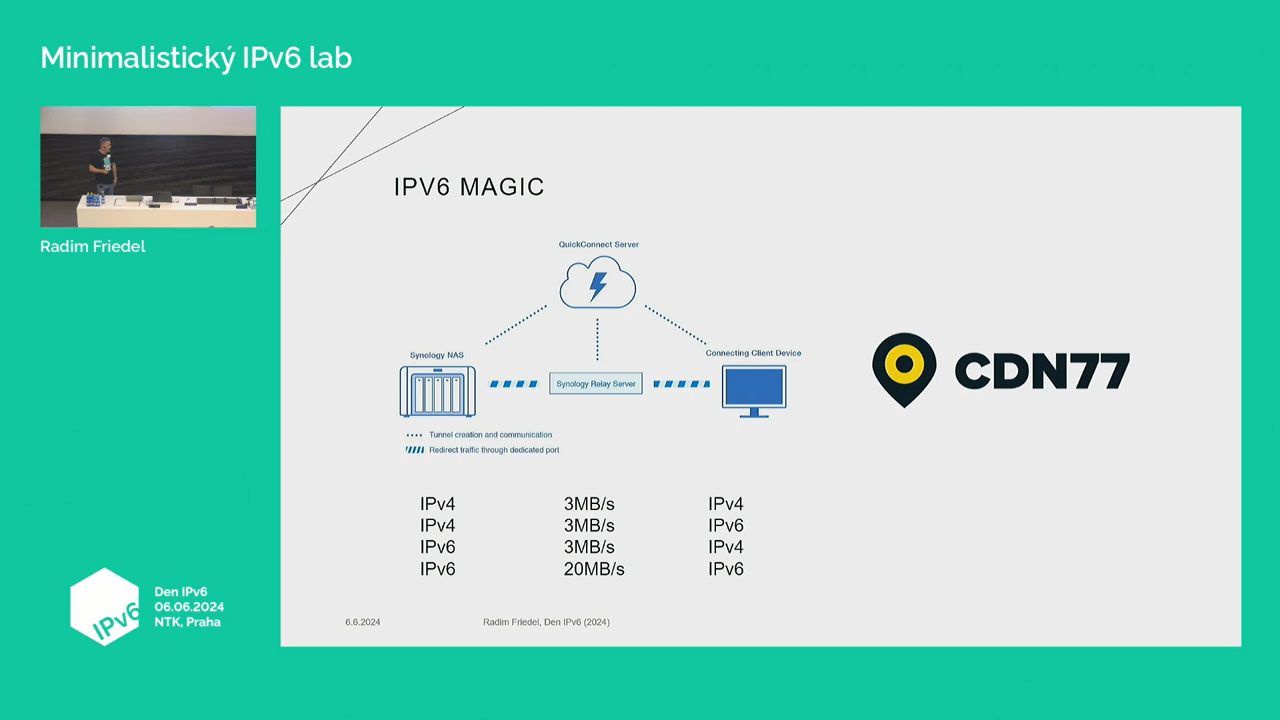 Minimalistický IPv6 lab
Radim Friedel
IPV6 MAGIC
QuickConnect Server
Synology NAS
Synology Relay Server
Connecting Client Device
Tunnel creation and communication
Redirect traffic through dedicated port
CDN77
IPv4 3MB/s IPv4
IPv4 3MB/s IPv6
IPv6 3MB/s IPv4
IPv6 20MB/s IPv6
6.6.2024 Radim Friedel, Den IPv6 (2024)
IPv6
Den IPv6
06.06.2024
NTK, Praha